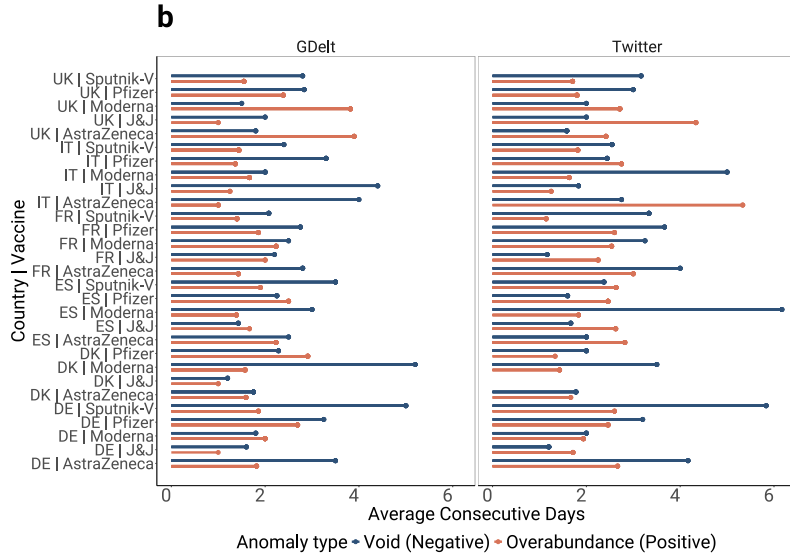 b
GDelt
Twitter
Country | Vaccine
UK | Sputnik-V
UK | Pfizer
UK | Moderna
UK | J&J
UK | AstraZeneca
IT | Sputnik-V
IT | Pfizer
IT | Moderna
IT | J&J
IT | AstraZeneca
FR | Sputnik-V
FR | Pfizer
FR | Moderna
FR | J&J
FR | AstraZeneca
ES | Sputnik-V
ES | Pfizer
ES | Moderna
ES | J&J
ES | AstraZeneca
DK | Pfizer
DK | Moderna
DK | J&J
DK | AstraZeneca
DE | Sputnik-V
DE | Pfizer
DE | Moderna
DE | J&J
DE | AstraZeneca
0 2 4 6 0 2 4 6
Average Consecutive Days
Anomaly type Void (Negative) Overabundance (Positive)